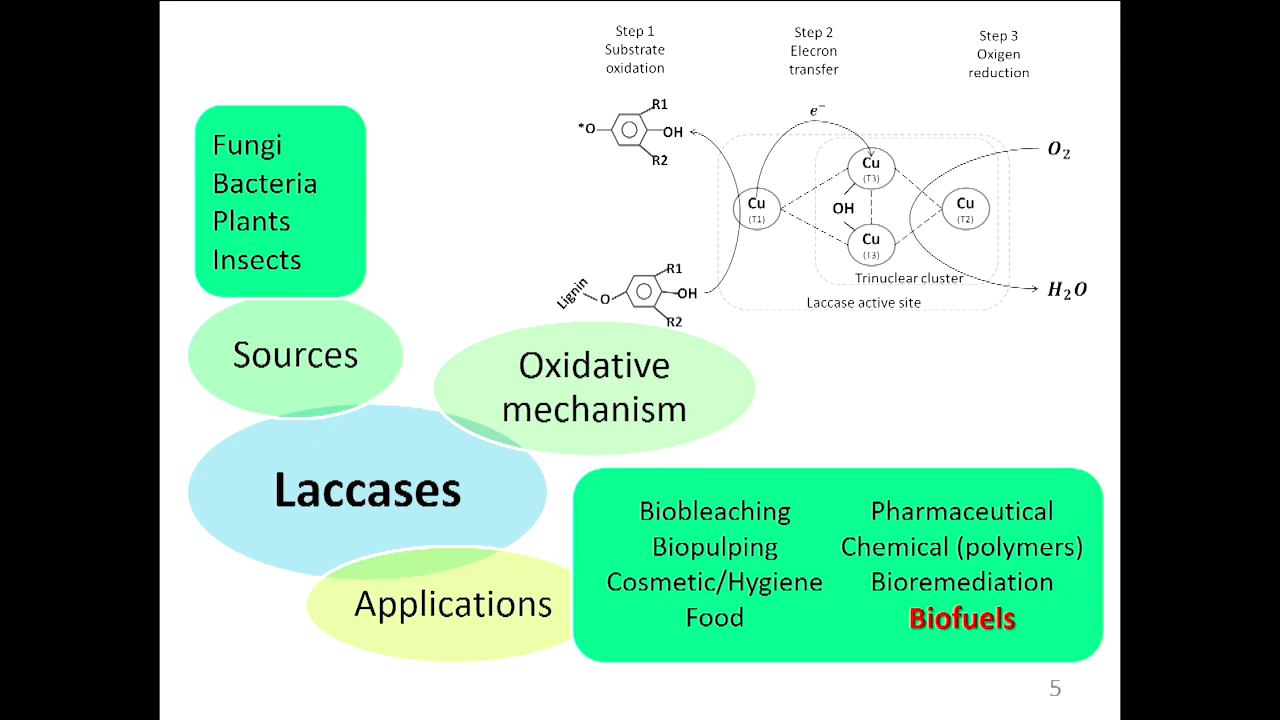 Step 1
Substrate
oxidation
Step 2
Elecron
transfer
Step 3
Oxigen
reduction
Fungi
Bacteria
Plants
Insects
R1
*O
OH
R2
e⁻
Cu
(T3)
Cu
(T1)
OH
Cu
(T2)
Cu
(T3)
O₂
Trinuclear cluster
Laccase active site
H₂O
Lignin
O
R1
OH
R2
Sources
Oxidative
mechanism
Laccases
Applications
Biobleaching
Biopulping
Cosmetic/Hygiene
Food
Pharmaceutical
Chemical (polymers)
Bioremediation
Biofuels
5